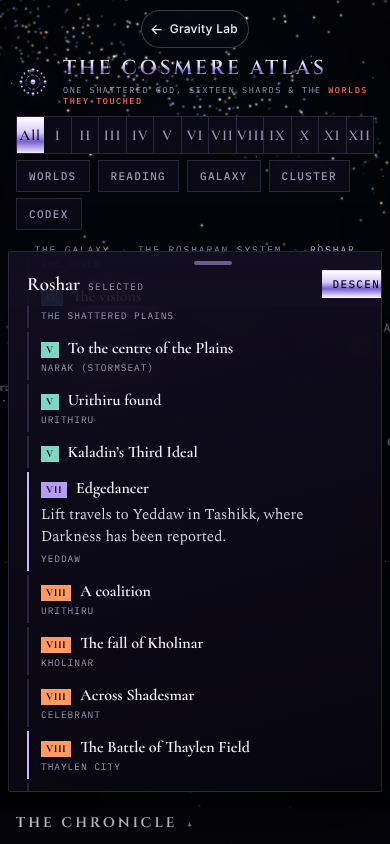 ← Gravity Lab
THE COSMERE ATLAS
ONE SHATTERED GOD, SIXTEEN SHARDS & THE WORLDS
THEY TOUCHED
All I II III IV V VI VII VIII IX X XI XII
WORLDS READING GALAXY CLUSTER
CODEX
THE GALAXY · THE ROSHARAN SYSTEM · ROSHAR
Roshar SELECTED
DESCEN
IV The visions
THE SHATTERED PLAINS
V To the centre of the Plains
NARAK (STORMSEAT)
V Urithiru found
URITHIRU
V Kaladin’s Third Ideal
VII Edgedancer
Lift travels to Yeddaw in Tashikk, where
Darkness has been reported.
YEDDAW
VIII A coalition
URITHIRU
VIII The fall of Kholinar
KHOLINAR
VIII Across Shadesmar
CELEBRANT
VIII The Battle of Thaylen Field
THAYLEN CITY
THE CHRONICLE ▴